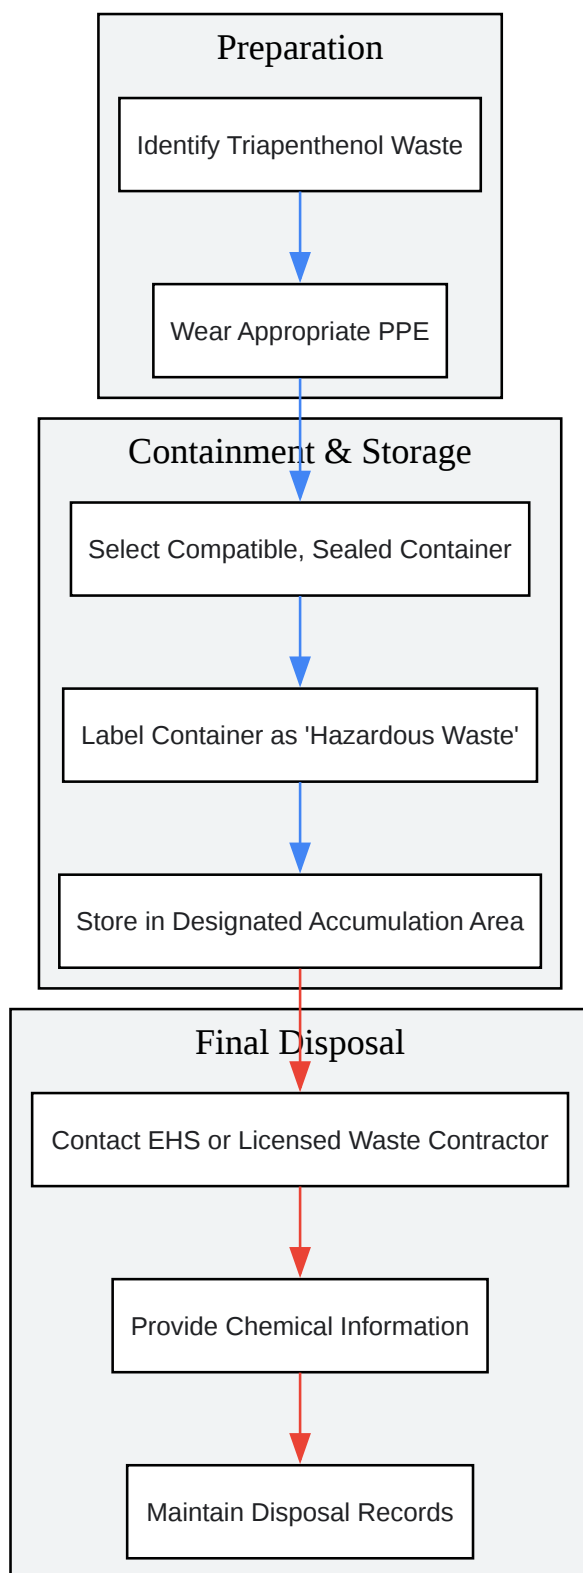 Preparation
Identify Triapenthenol Waste
Wear Appropriate PPE
Containment & Storage
Select Compatible, Sealed Container
Label Container as 'Hazardous Waste'
Store in Designated Accumulation Area
Final Disposal
Contact EHS or Licensed Waste Contractor
Provide Chemical Information
Maintain Disposal Records